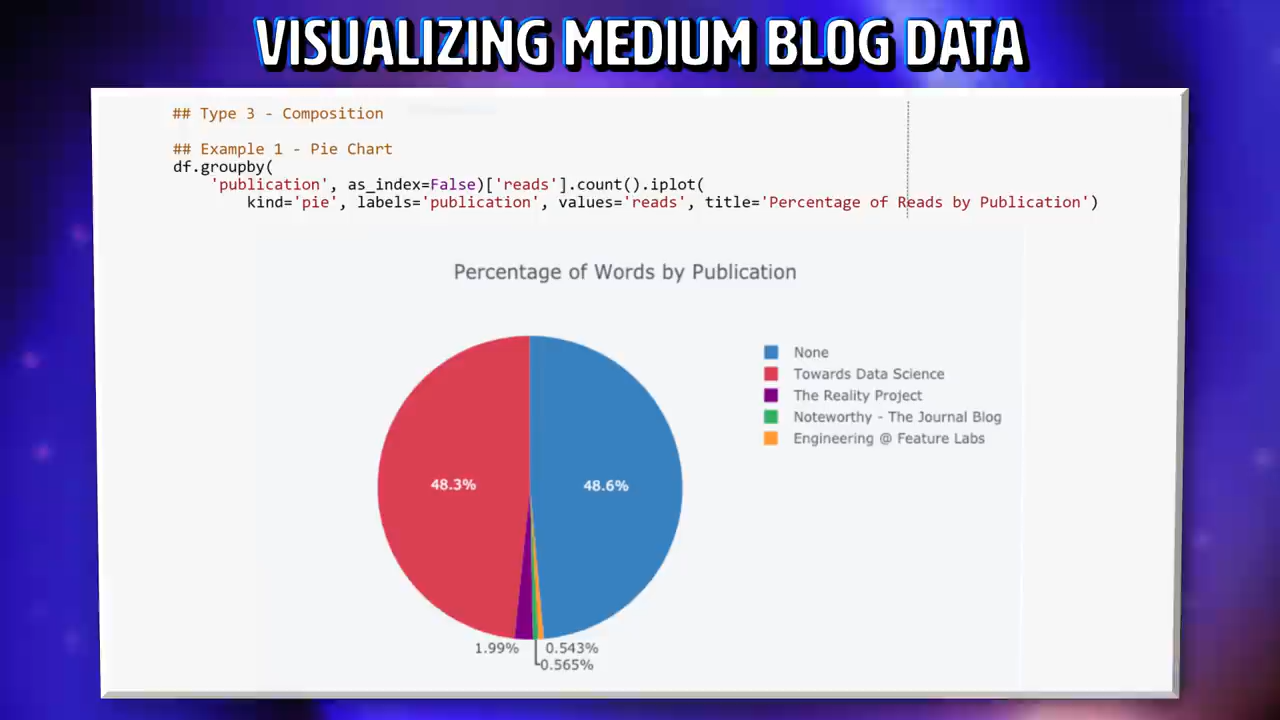 VISUALIZING MEDIUM BLOG DATA
## Type 3 - Composition
## Example 1 - Pie Chart
df.groupby(
'publication', as_index=False)['reads'].count().iplot(
kind='pie', labels='publication', values='reads', title='Percentage of Reads by Publication')
Percentage of Words by Publication
None
Towards Data Science
The Reality Project
Noteworthy - The Journal Blog
Engineering @ Feature Labs
48.3%
48.6%
1.99%
0.543%
0.565%